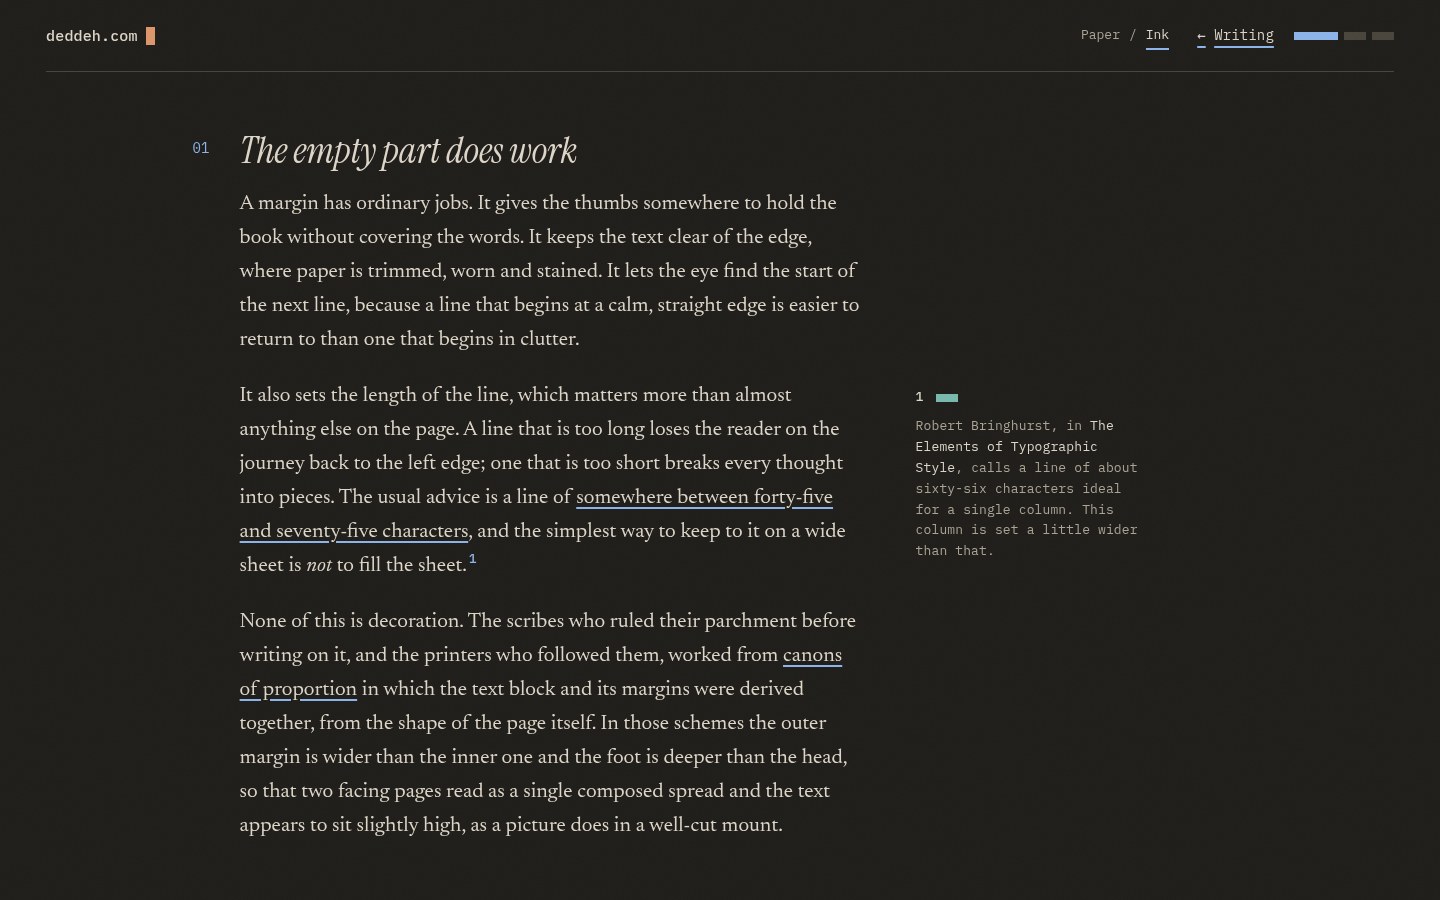 deddeh.com
Paper / Ink
← Writing
01
The empty part does work
A margin has ordinary jobs. It gives the thumbs somewhere to hold the
book without covering the words. It keeps the text clear of the edge,
where paper is trimmed, worn and stained. It lets the eye find the start of
the next line, because a line that begins at a calm, straight edge is easier to
return to than one that begins in clutter.
It also sets the length of the line, which matters more than almost
anything else on the page. A line that is too long loses the reader on the
journey back to the left edge; one that is too short breaks every thought
into pieces. The usual advice is a line of somewhere between forty-five
and seventy-five characters, and the simplest way to keep to it on a wide
sheet is not to fill the sheet.1
1
Robert Bringhurst, in The
Elements of Typographic
Style, calls a line of about
sixty-six characters ideal
for a single column. This
column is set a little wider
than that.
None of this is decoration. The scribes who ruled their parchment before
writing on it, and the printers who followed them, worked from canons
of proportion in which the text block and its margins were derived
together, from the shape of the page itself. In those schemes the outer
margin is wider than the inner one and the foot is deeper than the head,
so that two facing pages read as a single composed spread and the text
appears to sit slightly high, as a picture does in a well-cut mount.